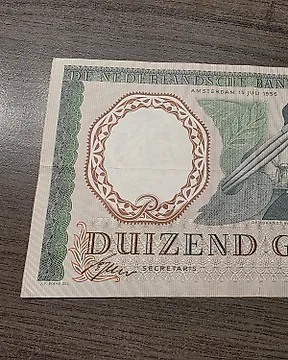 DE NEDERLANDSCHE BAN
AMSTERDAM 15 JULI 1956
DUIZEND G
SECRETARIS